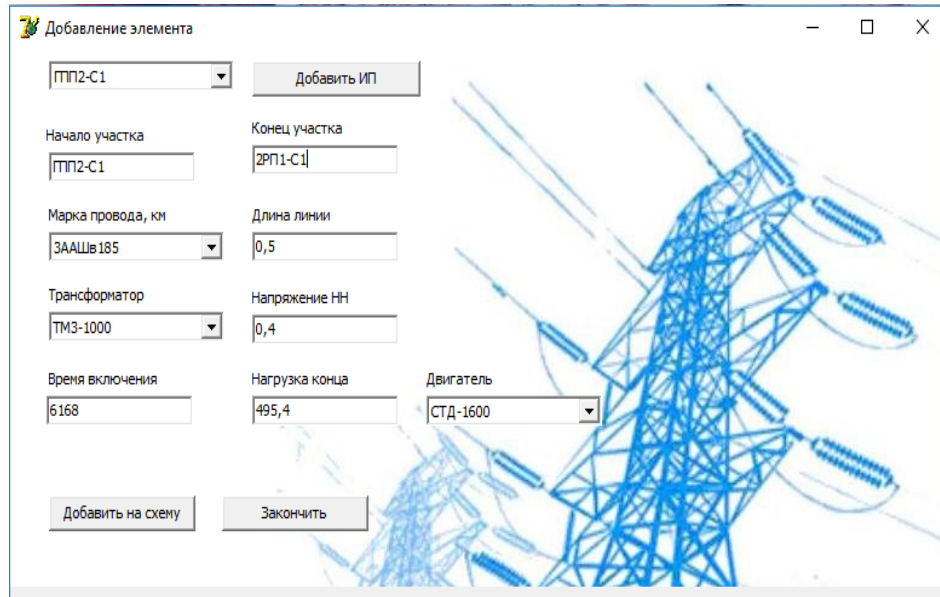 Добавление элемента
ГПП2-С1
Добавить ИП
Начало участка
Конец участка
ГПП2-С1
2РП1-С1
Марка провода, км
Длина линии
3ААШв185
0,5
Трансформатор
Напряжение НН
ТМЗ-1000
0,4
Время включения
Нагрузка конца
Двигатель
6168
495,4
СТД-1600
Добавить на схему
Закончить